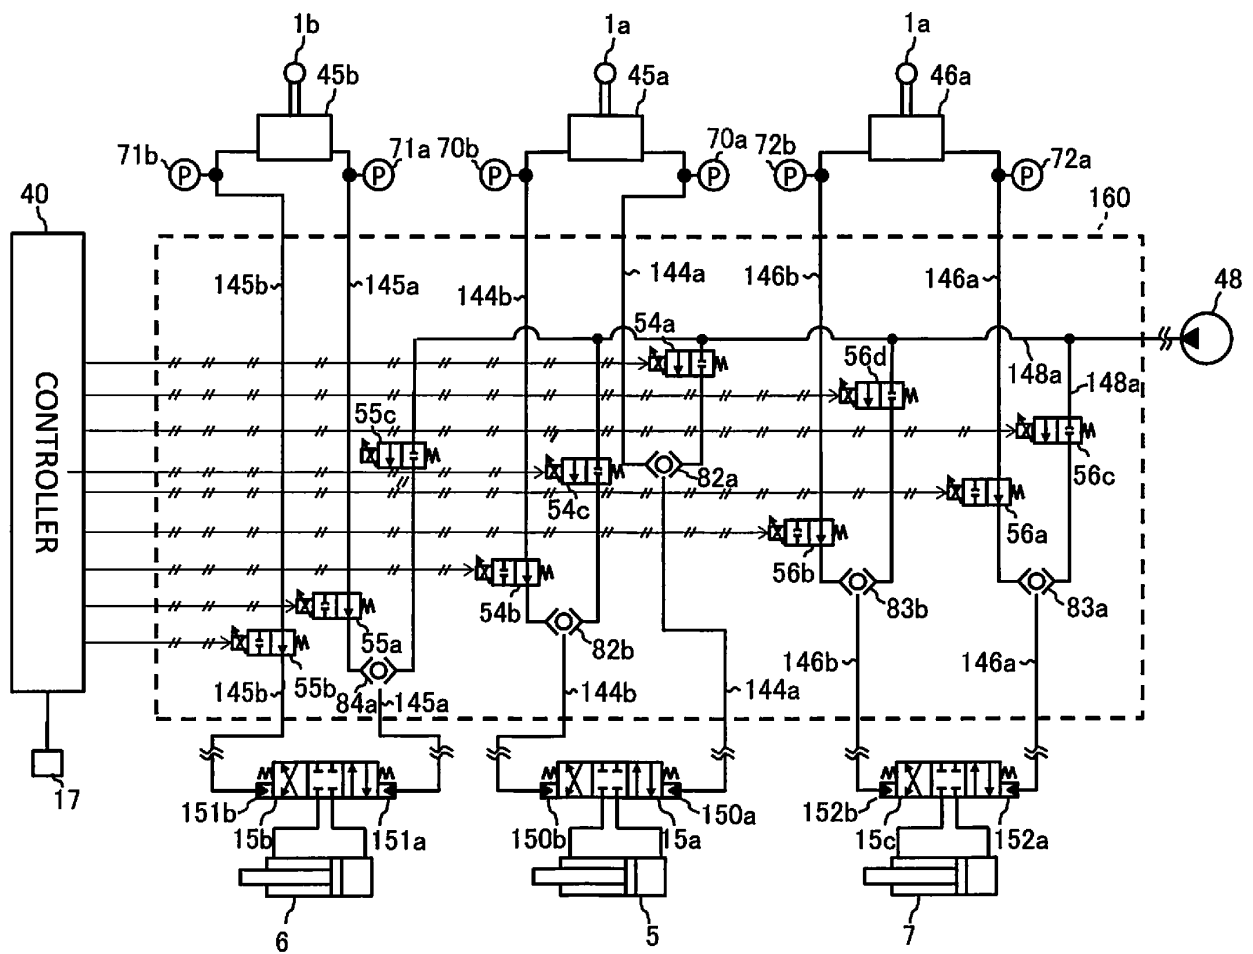 1b 1a 1a
45b 45a 46a
71b P P 71a 70b P P 70a 72b P P 72a
40 160
145b 145a 144b 144a 146b 146a 48
54a 56d 148a 148a
CONTROLLER
55c 54c 82a 56c
56b 56a
54b 83b 83a
55a 82b
145b 55b 84a 145a 144b 144a 146b 146a
17
151b 15b 151a 150b 15a 150a 152b 15c 152a
6 5 7